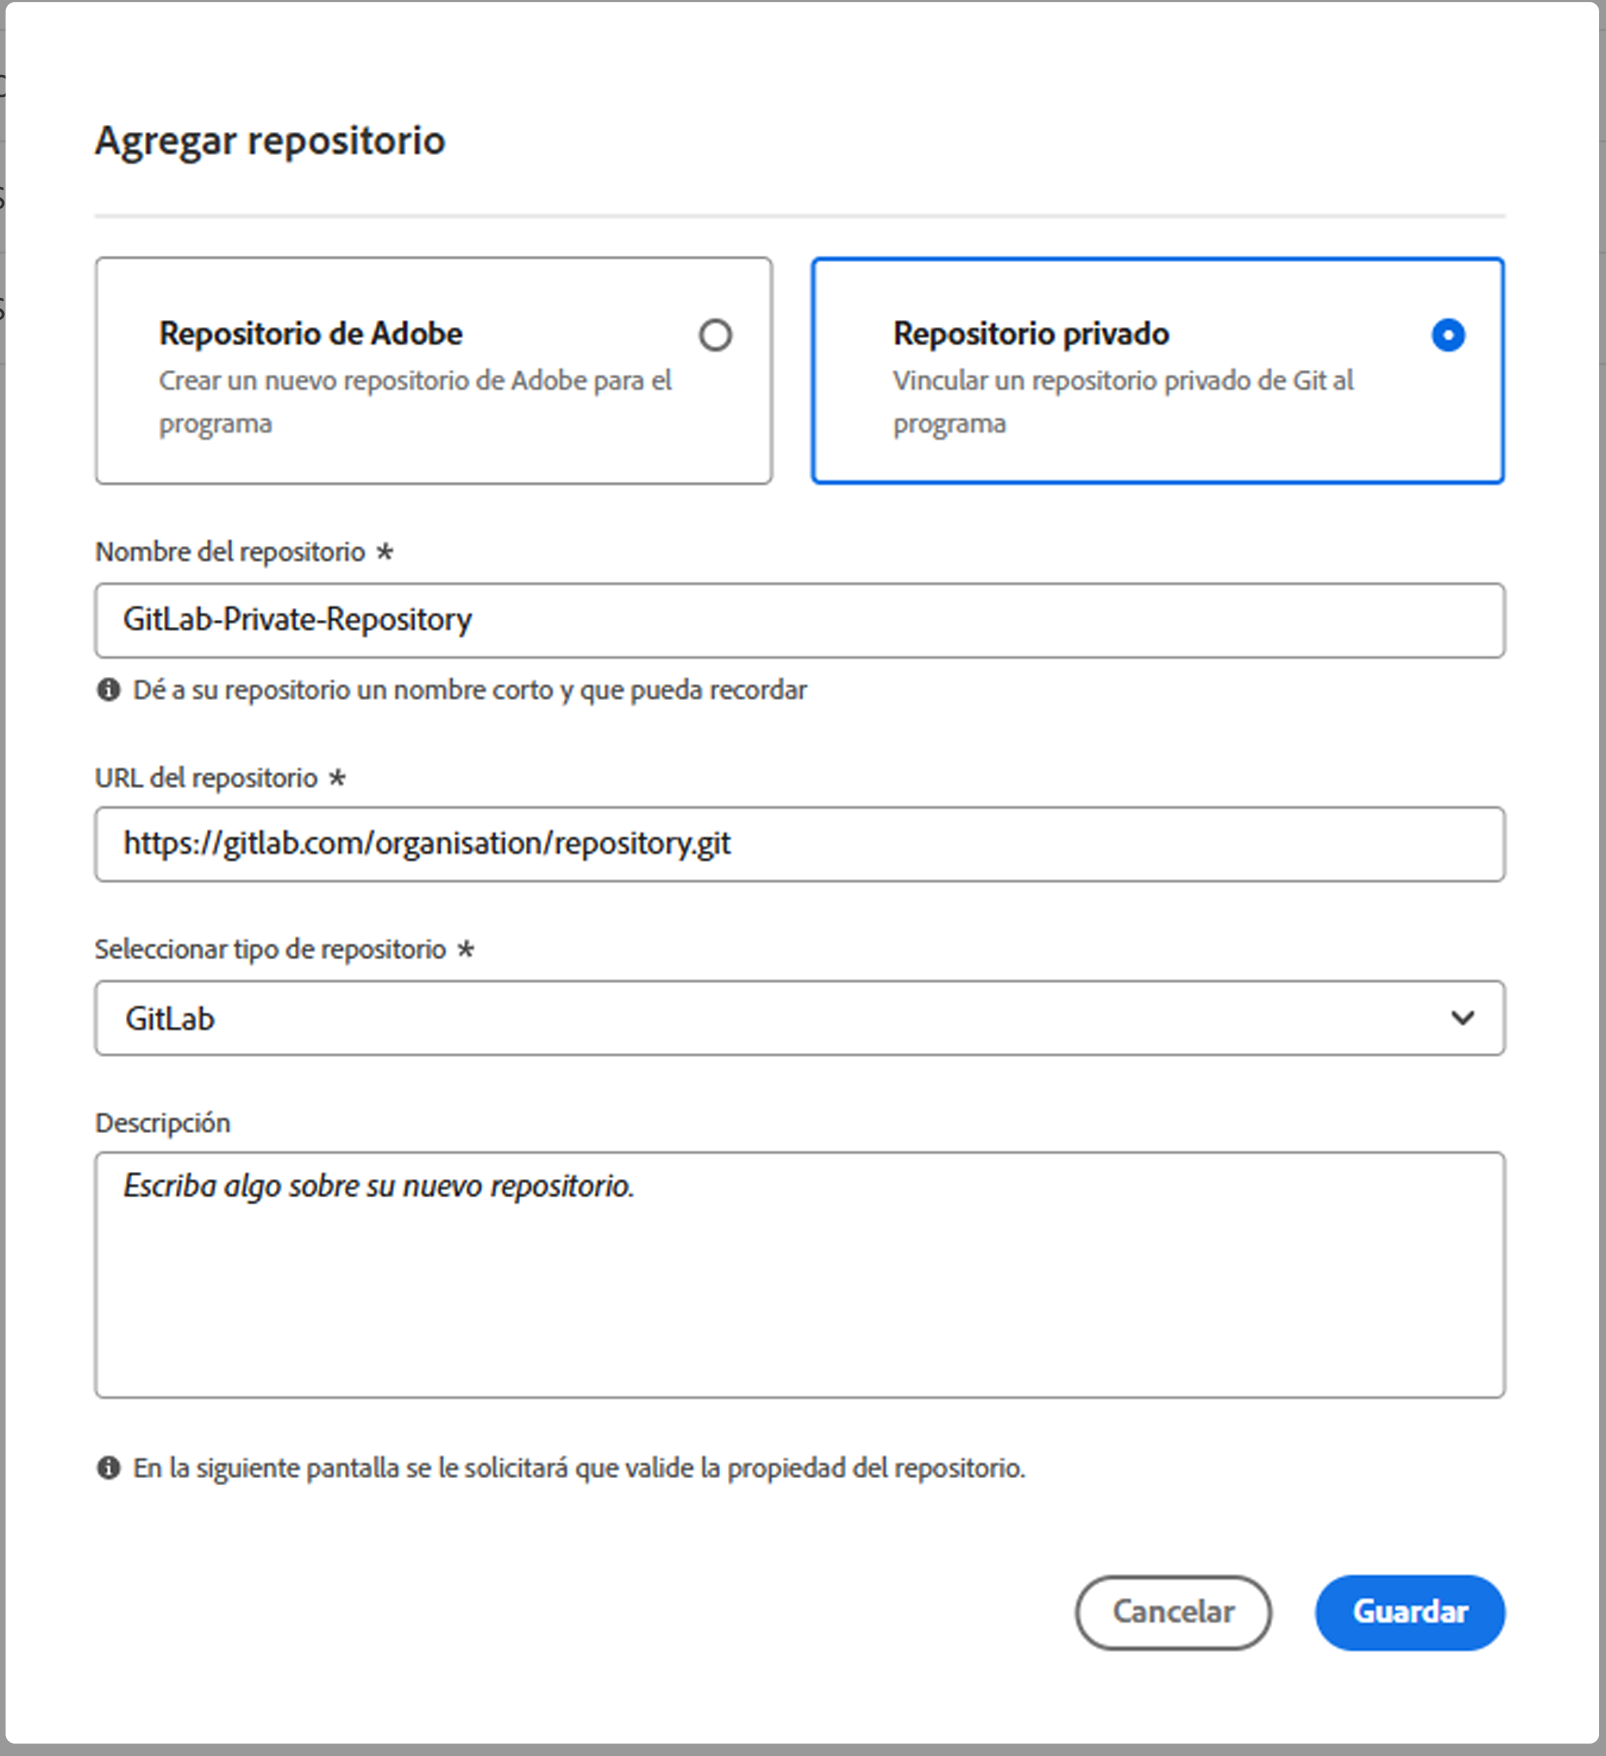 Agregar repositorio
Repositorio de Adobe
Crear un nuevo repositorio de Adobe para el
programa
Repositorio privado
Vincular un repositorio privado de Git al
programa
Nombre del repositorio *
GitLab-Private-Repository
Dé a su repositorio un nombre corto y que pueda recordar
URL del repositorio *
https://gitlab.com/organisation/repository.git
Seleccionar tipo de repositorio *
GitLab
Descripción
Escriba algo sobre su nuevo repositorio.
En la siguiente pantalla se le solicitará que valide la propiedad del repositorio.
Cancelar
Guardar